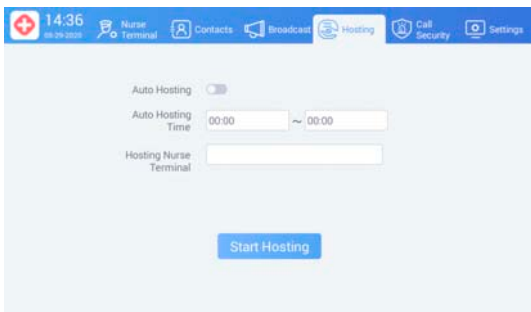 14:36
09-29-2020
Nurse
Terminal
Contacts
Broadcast
Hosting
Call
Security
Settings
Auto Hosting
Auto Hosting
Time
00:00 ~ 00:00
Hosting Nurse
Terminal
Start Hosting